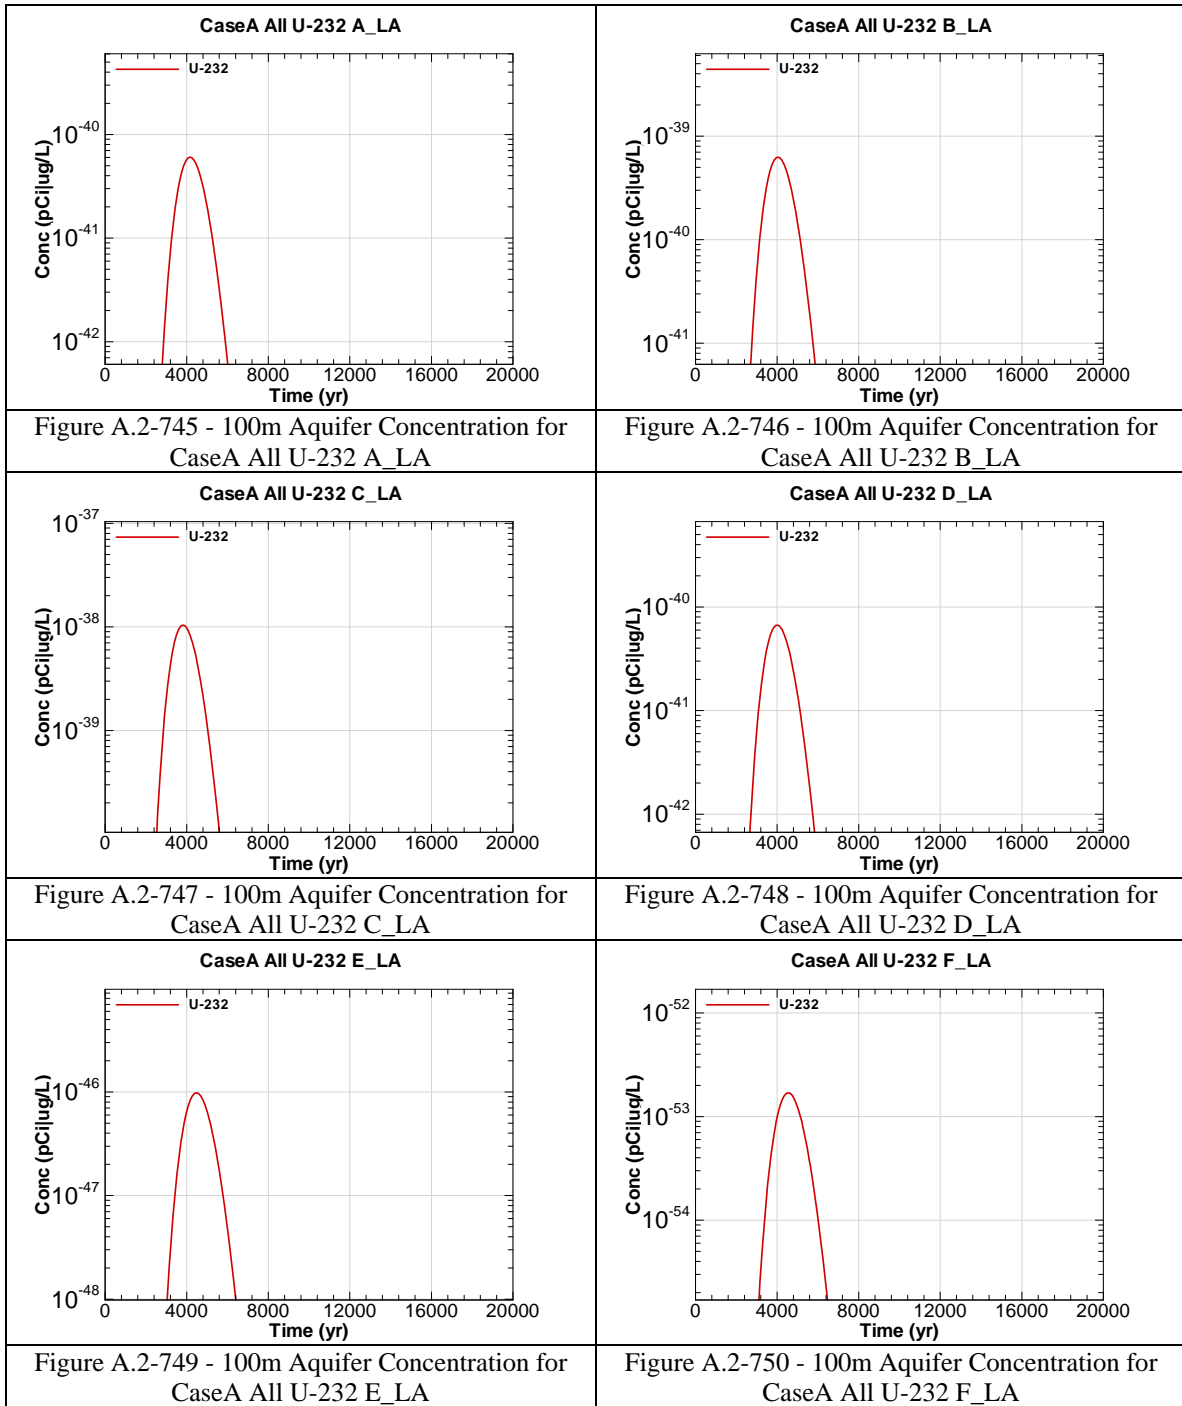 CaseA All U-232 A_LA
U-232
Conc (pCi|ug/L)
10-40
10-41
10-42
0 4000 8000 12000 16000 20000
Time (yr)
Figure A.2-745 - 100m Aquifer Concentration for
CaseA All U-232 A_LA
CaseA All U-232 B_LA
U-232
Conc (pCi|ug/L)
10-39
10-40
10-41
0 4000 8000 12000 16000 20000
Time (yr)
Figure A.2-746 - 100m Aquifer Concentration for
CaseA All U-232 B_LA
CaseA All U-232 C_LA
U-232
Conc (pCi|ug/L)
10-37
10-38
10-39
0 4000 8000 12000 16000 20000
Time (yr)
Figure A.2-747 - 100m Aquifer Concentration for
CaseA All U-232 C_LA
CaseA All U-232 D_LA
U-232
Conc (pCi|ug/L)
10-40
10-41
10-42
0 4000 8000 12000 16000 20000
Time (yr)
Figure A.2-748 - 100m Aquifer Concentration for
CaseA All U-232 D_LA
CaseA All U-232 E_LA
U-232
Conc (pCi|ug/L)
10-46
10-47
10-48
0 4000 8000 12000 16000 20000
Time (yr)
Figure A.2-749 - 100m Aquifer Concentration for
CaseA All U-232 E_LA
CaseA All U-232 F_LA
U-232
Conc (pCi|ug/L)
10-52
10-53
10-54
0 4000 8000 12000 16000 20000
Time (yr)
Figure A.2-750 - 100m Aquifer Concentration for
CaseA All U-232 F_LA